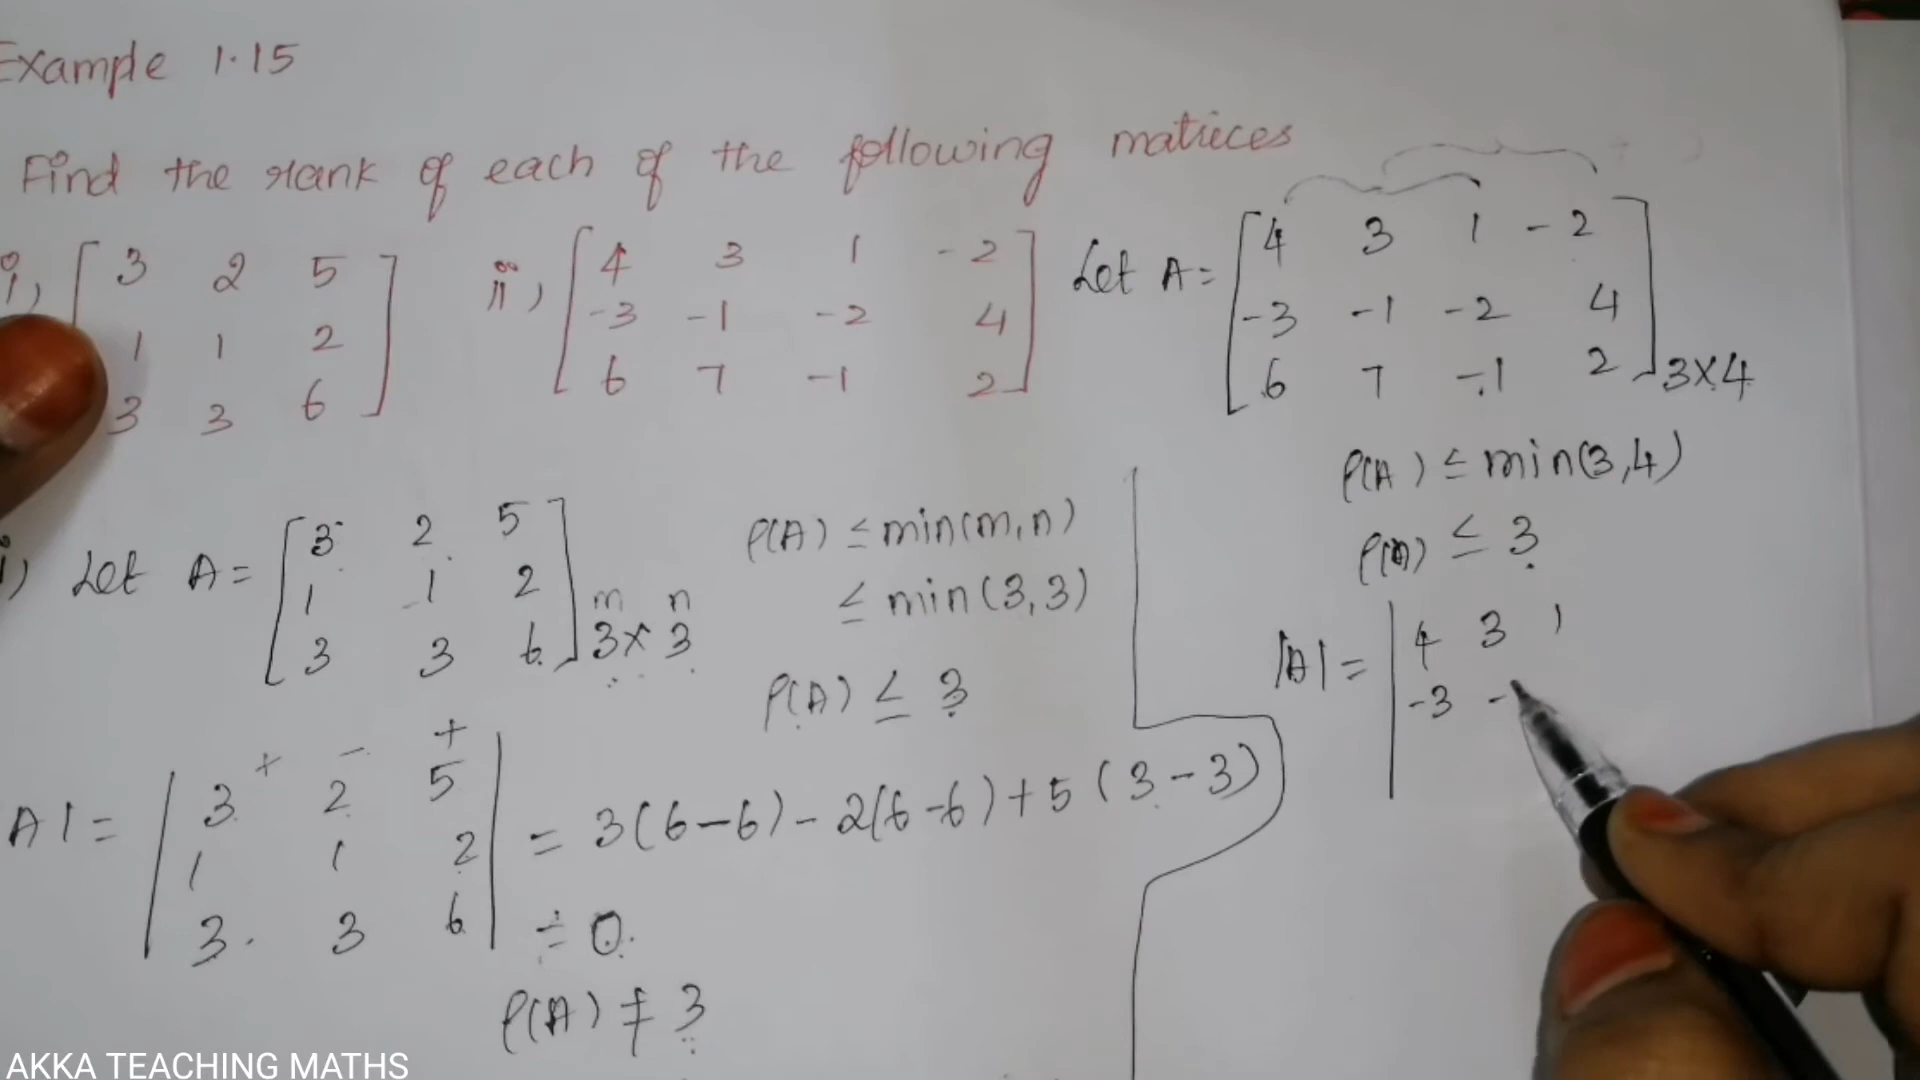 Example 1.15
Find the rank of each of the following matrices
i, [ 3 2 5
1 1 2
3 3 6 ]
ii, [ 4 3 1 -2
-3 -1 -2 4
6 7 -1 2 ]
Let A = [ 4 3 1 -2
-3 -1 -2 4
6 7 -1 2 ] 3×4
ρ(A) ≤ min(3,4)
ρ(A) ≤ 3
|A| = | 4 3 1
-3 -
i) Let A = [ 3 2 5
1 1 2
3 3 6 ] 3×3
m n
ρ(A) ≤ min(m,n)
≤ min(3,3)
ρ(A) ≤ 3
+ - +
A| = | 3 2 5
1 1 2
3 3 6 | = 3(6-6) - 2(6-6) + 5(3-3)
= 0
ρ(A) ≠ 3
AKKA TEACHING MATHS